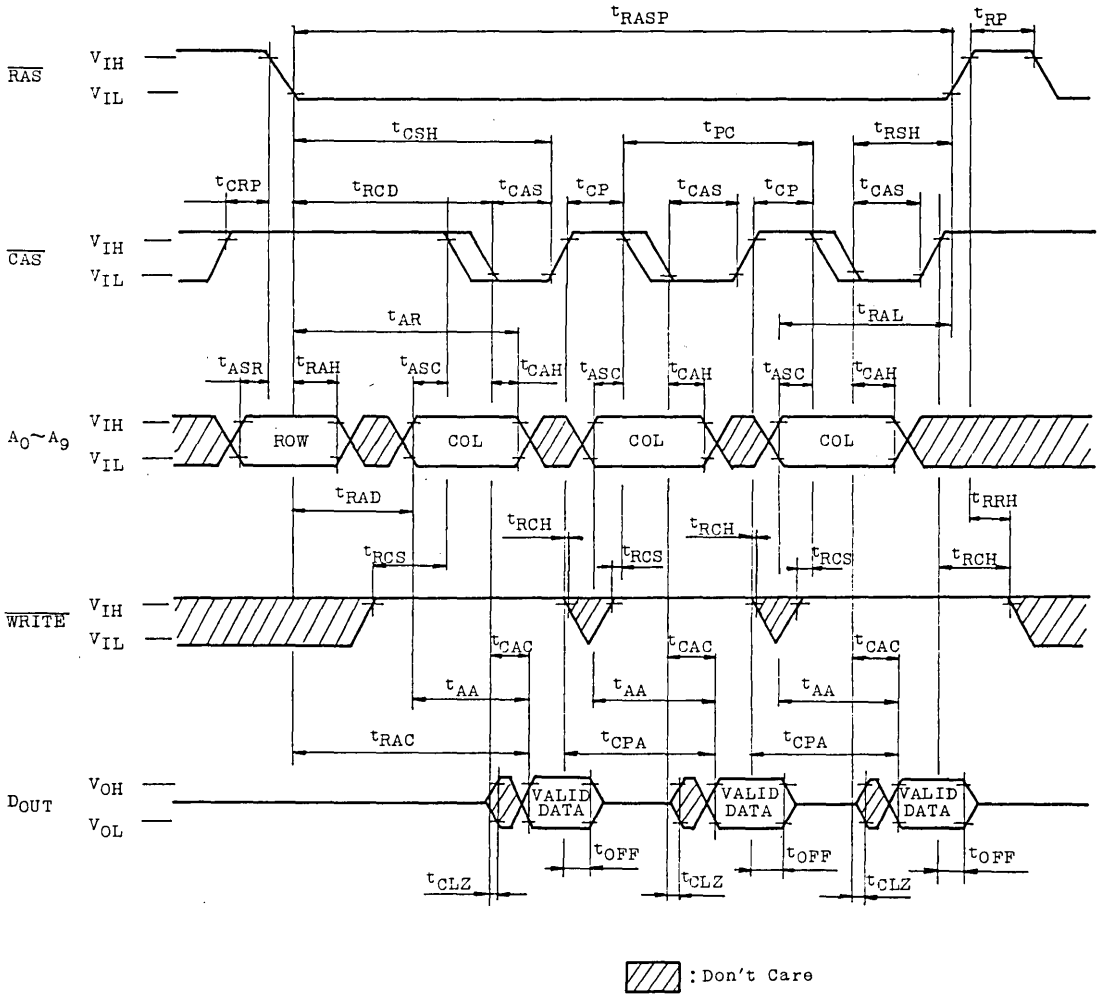 tRASP tRP
RAS VIH
VIL
tCSH tPC tRSH
tCRP tRCD tCAS tCP tCAS tCP tCAS
CAS VIH
VIL
tAR tRAL
tASR tRAH tASC tCAH tASC tCAH tASC tCAH
A0~A9 VIH
VIL
ROW COL COL COL
tRAD tRRH
tRCH tRCH
tRCS tRCS tRCS tRCH
WRITE VIH
VIL
tCAC tCAC tCAC
tAA tAA tAA
tRAC tCPA tCPA
DOUT VOH
VOL
VALID DATA VALID DATA VALID DATA
tOFF tOFF tOFF
tCLZ tCLZ tCLZ
: Don't Care